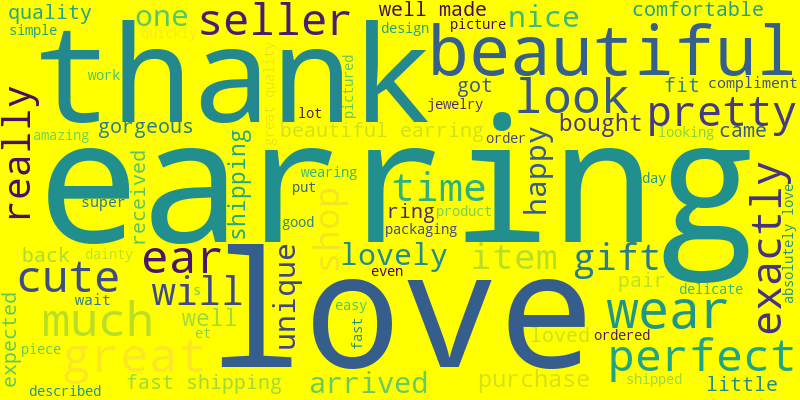 quality
one
seller
well made
nice
comfortable
simple
quickly
design
picture
thank
beautiful
work
pictured
got
look
fit
compliment
really
great quality
lot
jewelry
pretty
amazing
gorgeous
beautiful earring
order
bought
looking
came
earring
received
shipping
wearing
put
time
happy
day
super
good
ring
product
packaging
exactly
absolutely love
back
dainty
ear
shop
lovely
even
item
gift
pair
delicate
cute
will
s
unique
love
wait
much
well
et
easy
fast
wear
expected
piece
great
loved
ordered
perfect
described
fast shipping
arrived
purchase
shipped
little